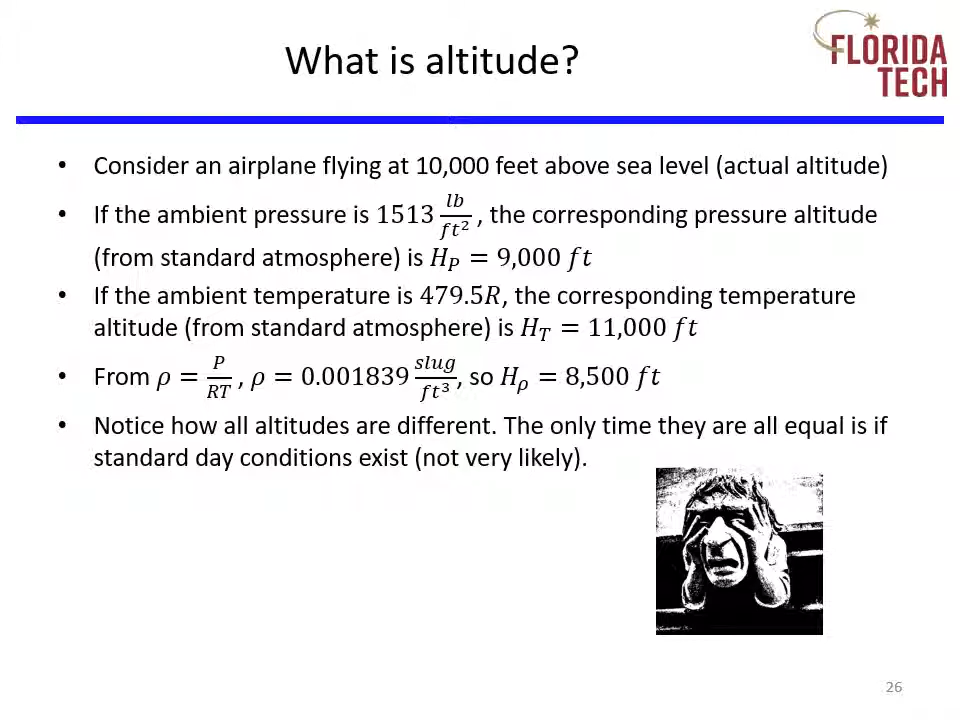 What is altitude?
FLORIDA
TECH
• Consider an airplane flying at 10,000 feet above sea level (actual altitude)
• If the ambient pressure is 1513 lb/ft², the corresponding pressure altitude
(from standard atmosphere) is H_P = 9,000 ft
• If the ambient temperature is 479.5R, the corresponding temperature
altitude (from standard atmosphere) is H_T = 11,000 ft
• From ρ = P/RT, ρ = 0.001839 slug/ft³, so H_ρ = 8,500 ft
• Notice how all altitudes are different. The only time they are all equal is if
standard day conditions exist (not very likely).
26